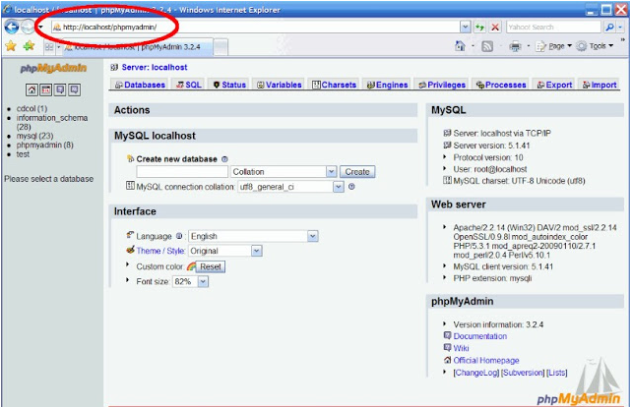 localhost / localhost | phpMyAdmin 3.2.4 - Windows Internet Explorer
http://localhost/phpmyadmin/
Yahoo! Search
localhost / localhost | phpMyAdmin 3.2.4
Page
Tools
phpMyAdmin
cdcol (1)
information_schema
(28)
mysql (23)
phpmyadmin (8)
test
Please select a database
Server: localhost
Databases SQL Status Variables Charsets Engines Privileges Processes Export Import
Actions
MySQL localhost
Create new database
Collation Create
MySQL connection collation: utf8_general_ci
Interface
Language English
Theme / Style: Original
Custom color: Reset
Font size: 82%
MySQL
Server: localhost via TCP/IP
Server version: 5.1.41
Protocol version: 10
User: root@localhost
MySQL charset: UTF-8 Unicode (utf8)
Web server
Apache/2.2.14 (Win32) DAV/2 mod_ssl/2.2.14
OpenSSL/0.9.8l mod_autoindex_color
PHP/5.3.1 mod_apreq2-20090110/2.7.1
mod_perl/2.0.4 Perl/v5.10.1
MySQL client version: 5.1.41
PHP extension: mysqli
phpMyAdmin
Version information: 3.2.4
Documentation
Wiki
Official Homepage
[ChangeLog] [Subversion] [Lists]
phpMyAdmin